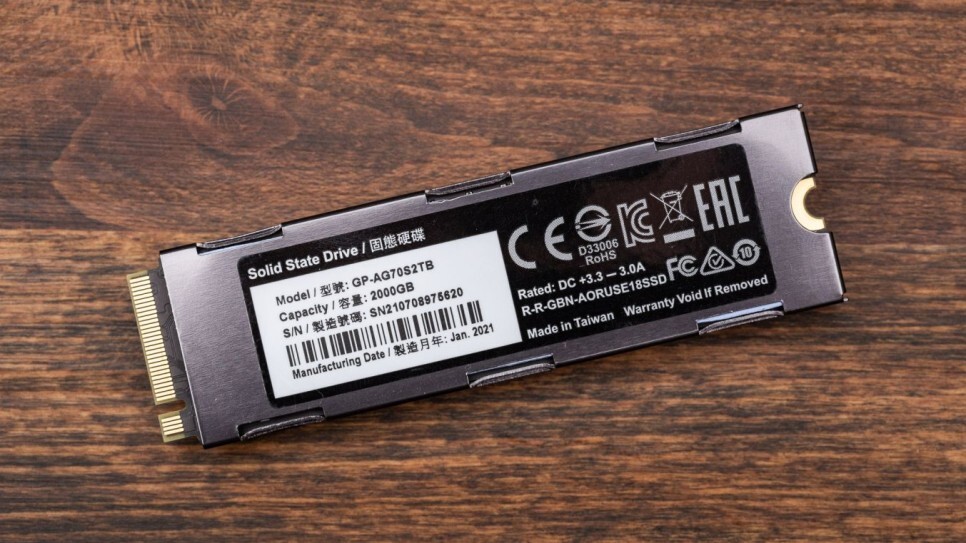 Solid State Drive / 固態硬碟
Model / 型號: GP-AG70S2TB
Capacity / 容量: 2000GB
S/N / 製造號碼: SN210708975620
Manufacturing Date / 製造月年: Jan. 2021
CE
D33006
RoHS
EAC
Rated: DC +3.3 — 3.0A
FC
10
R-R-GBN-AORUSE18SSD
Made in Taiwan Warranty Void If Removed